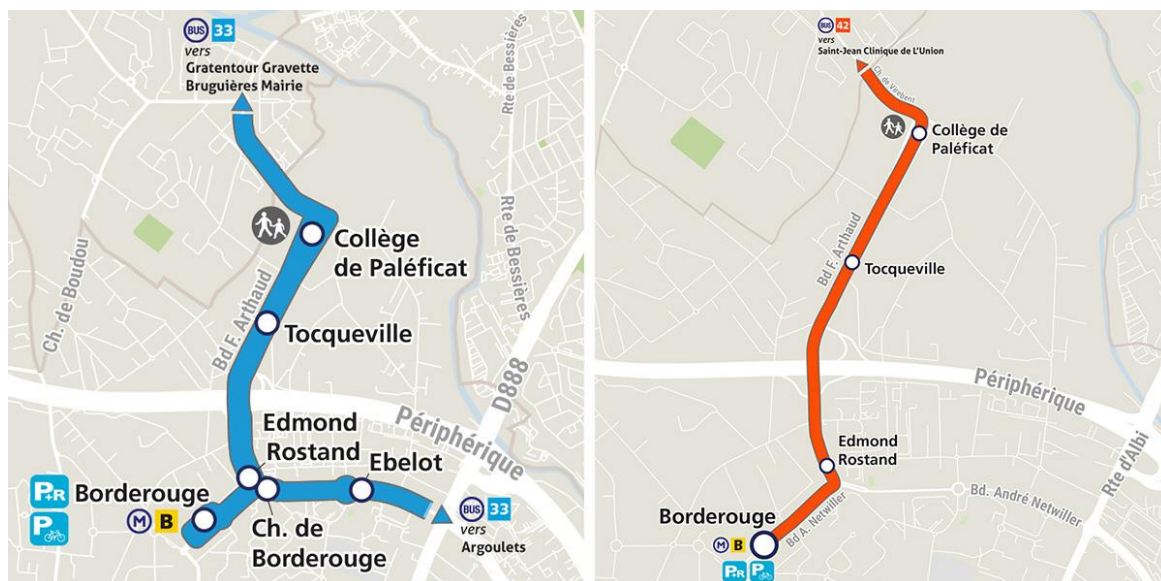 BUS 33
vers
Gratentour Gravette
Bruguières Mairie
Rte de Bessières
Rte de Bessières
Ch. de Boudou
Collège
de Paléficat
Bd F. Arthaud
Tocqueville
D888
Périphérique
Edmond
Rostand
Ebelot
P+R
P
Borderouge
M B
Ch. de
Borderouge
BUS 33
vers
Argoulets
BUS 42
vers
Saint-Jean Clinique de L'Union
Ch. de Virebent
Collège de
Paléficat
Bd F. Arthaud
Tocqueville
Périphérique
Edmond
Rostand
Rte d'Albi
Bd. André Netwiller
Borderouge
Bd A. Netwiller
M B
P+R P